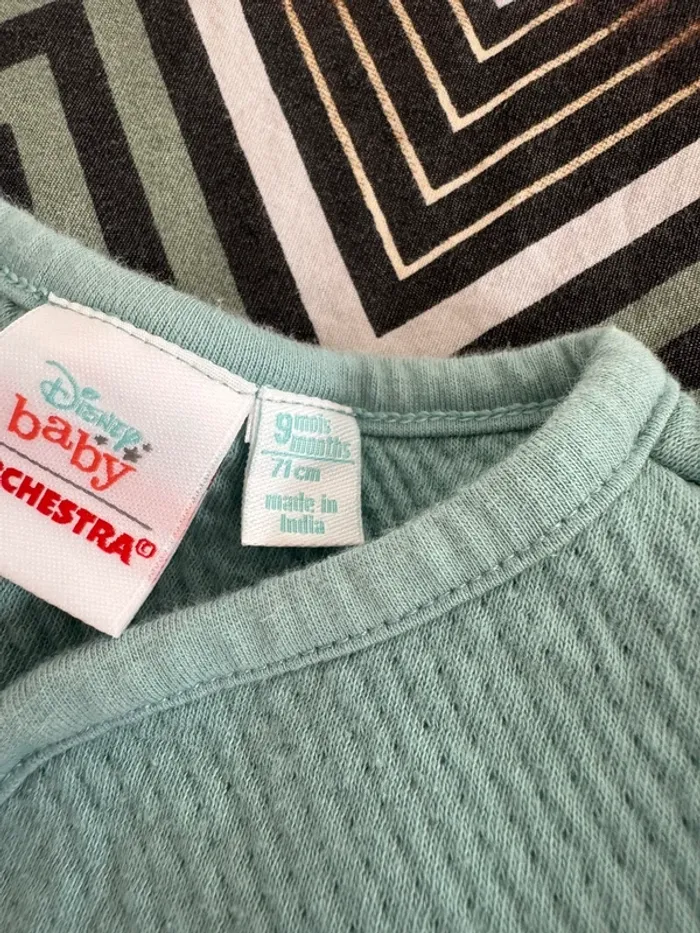 Disney
baby
CHESTRA©
9 mois
months
71 cm
made in
India